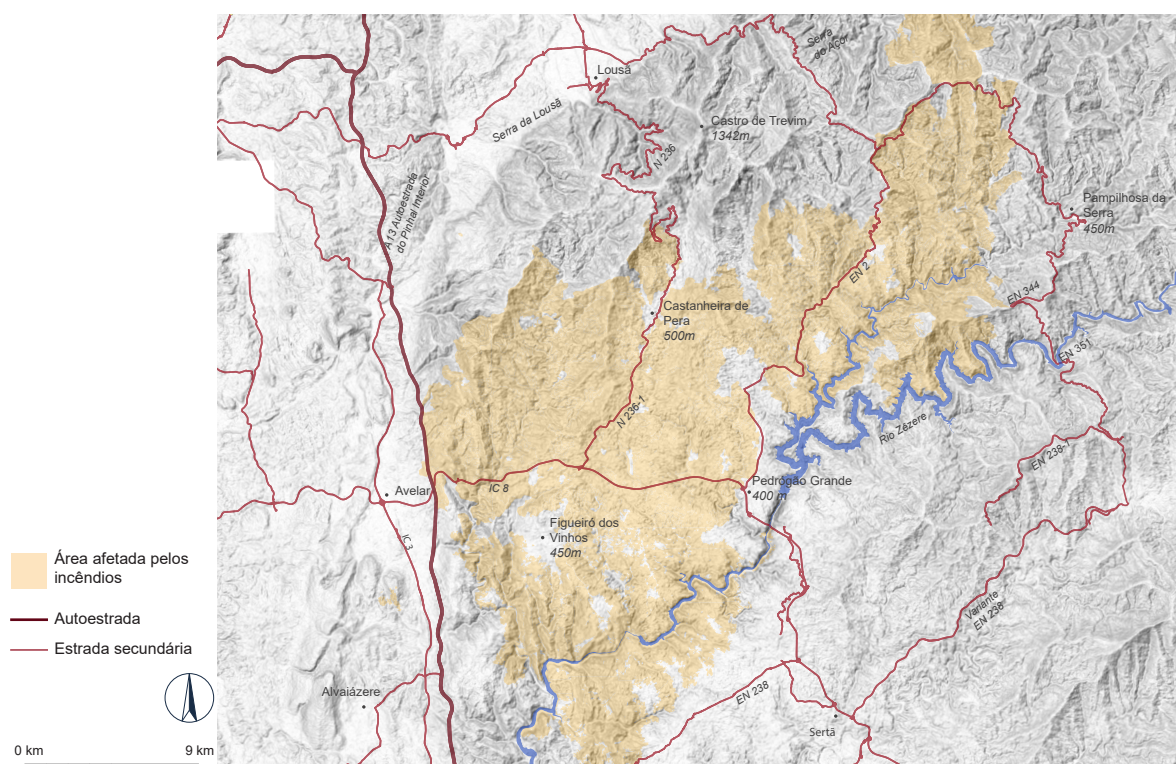 Serra
do Açor
Lousã
Serra da Lousã
Castro de Trevim
1342m
N 236
A13 Autoestrada
do Pinhal Interior
Pampilhosa da
Serra
450m
EN 2
EN 344
Castanheira de
Pera
500m
EN 351
N 236-1
Rio Zêzere
EN 238-1
Pedrogão Grande
400 m
IC 8
Avelar
Figueiró dos
Vinhos
450m
IC 3
Área afetada pelos
incêndios
Autoestrada
Estrada secundária
Variante
EN 238
Alvaiázere
EN 238
Sertã
0 km
9 km